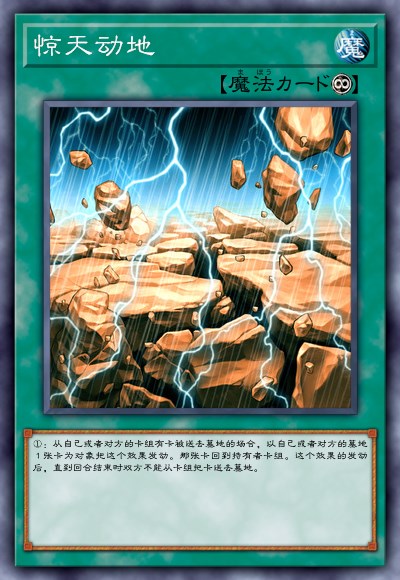 惊天动地
魔
【魔法カード】
まほう
①：从自己或者对方的卡组有卡被送去墓地的场合，以自己或者对方的墓地
１张卡为对象把这个效果发动。那张卡回到持有者卡组。这个效果的发动
后，直到回合结束时双方不能从卡组把卡送去墓地。